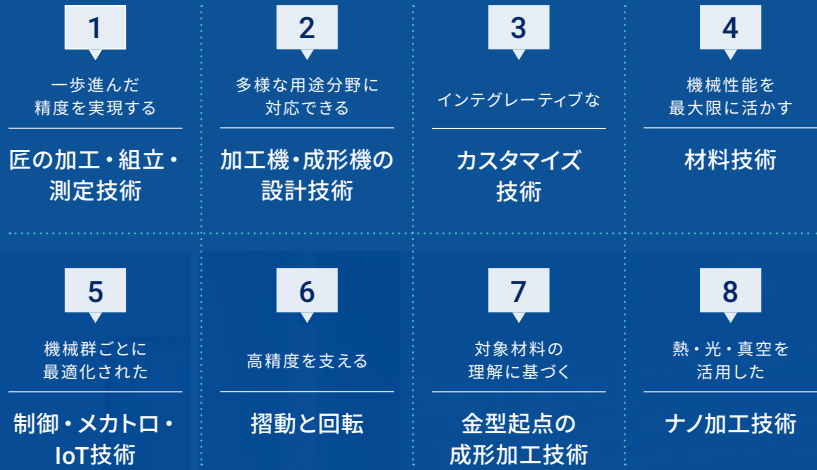 1
一歩進んだ
精度を実現する
匠の加工・組立・
測定技術
2
多様な用途分野に
対応できる
加工機・成形機の
設計技術
3
インテグレーティブな
カスタマイズ
技術
4
機械性能を
最大限に活かす
材料技術
5
機械群ごとに
最適化された
制御・メカトロ・
IoT技術
6
高精度を支える
摺動と回転
7
対象材料の
理解に基づく
金型起点の
成形加工技術
8
熱・光・真空を
活用した
ナノ加工技術